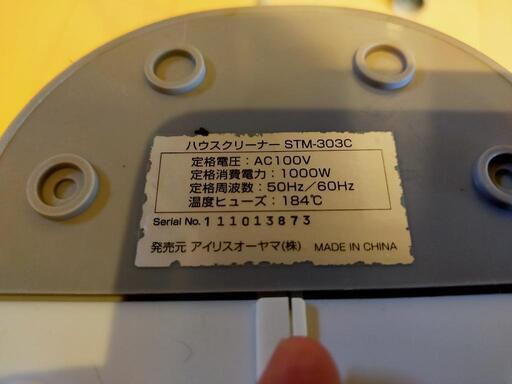 ハウスクリーナー STM-303C
定格電圧：AC100V
定格消費電力：1000W
定格周波数：50Hz／60Hz
温度ヒューズ：184℃
Serial No. 111013873
発売元 アイリスオーヤマ(株) MADE IN CHINA